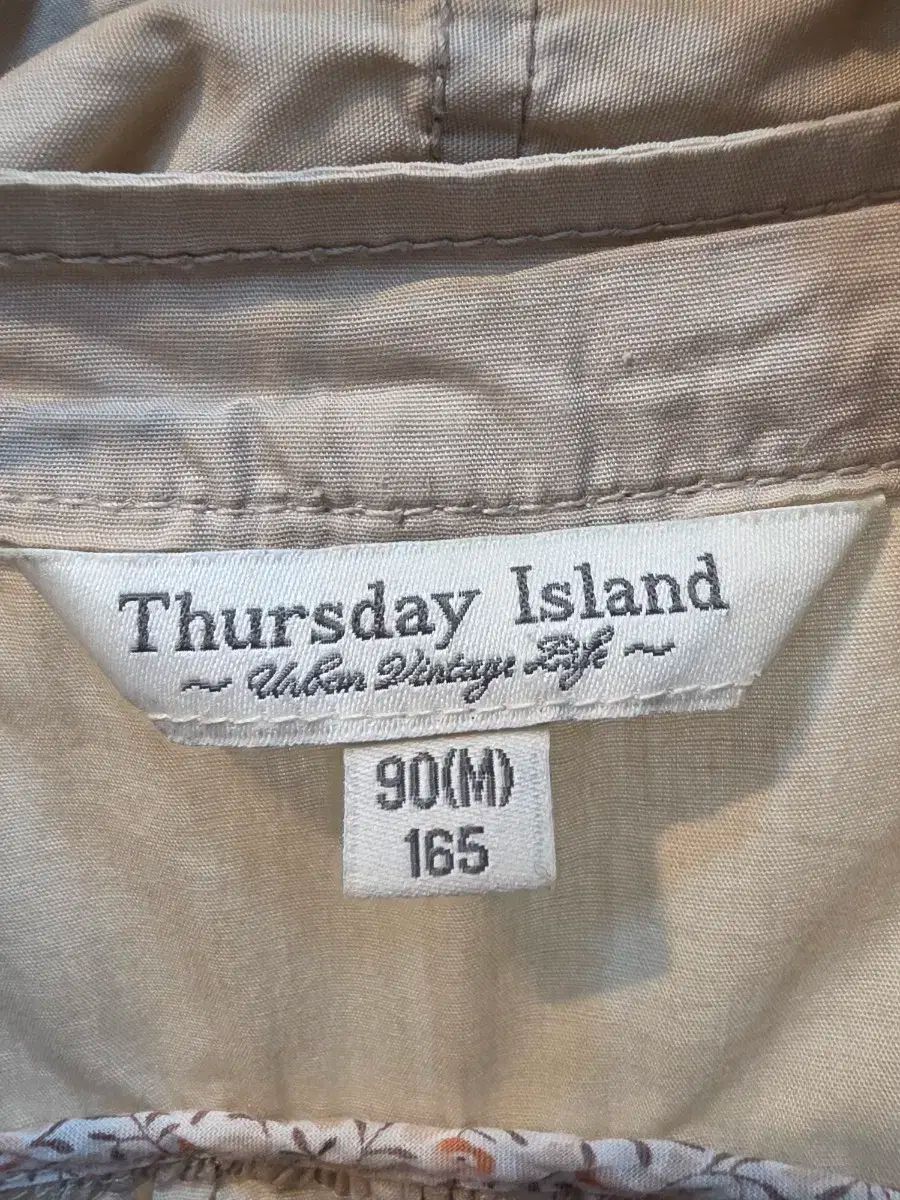 Thursday Island
~ Urban Vintage Life ~
90(M)
165